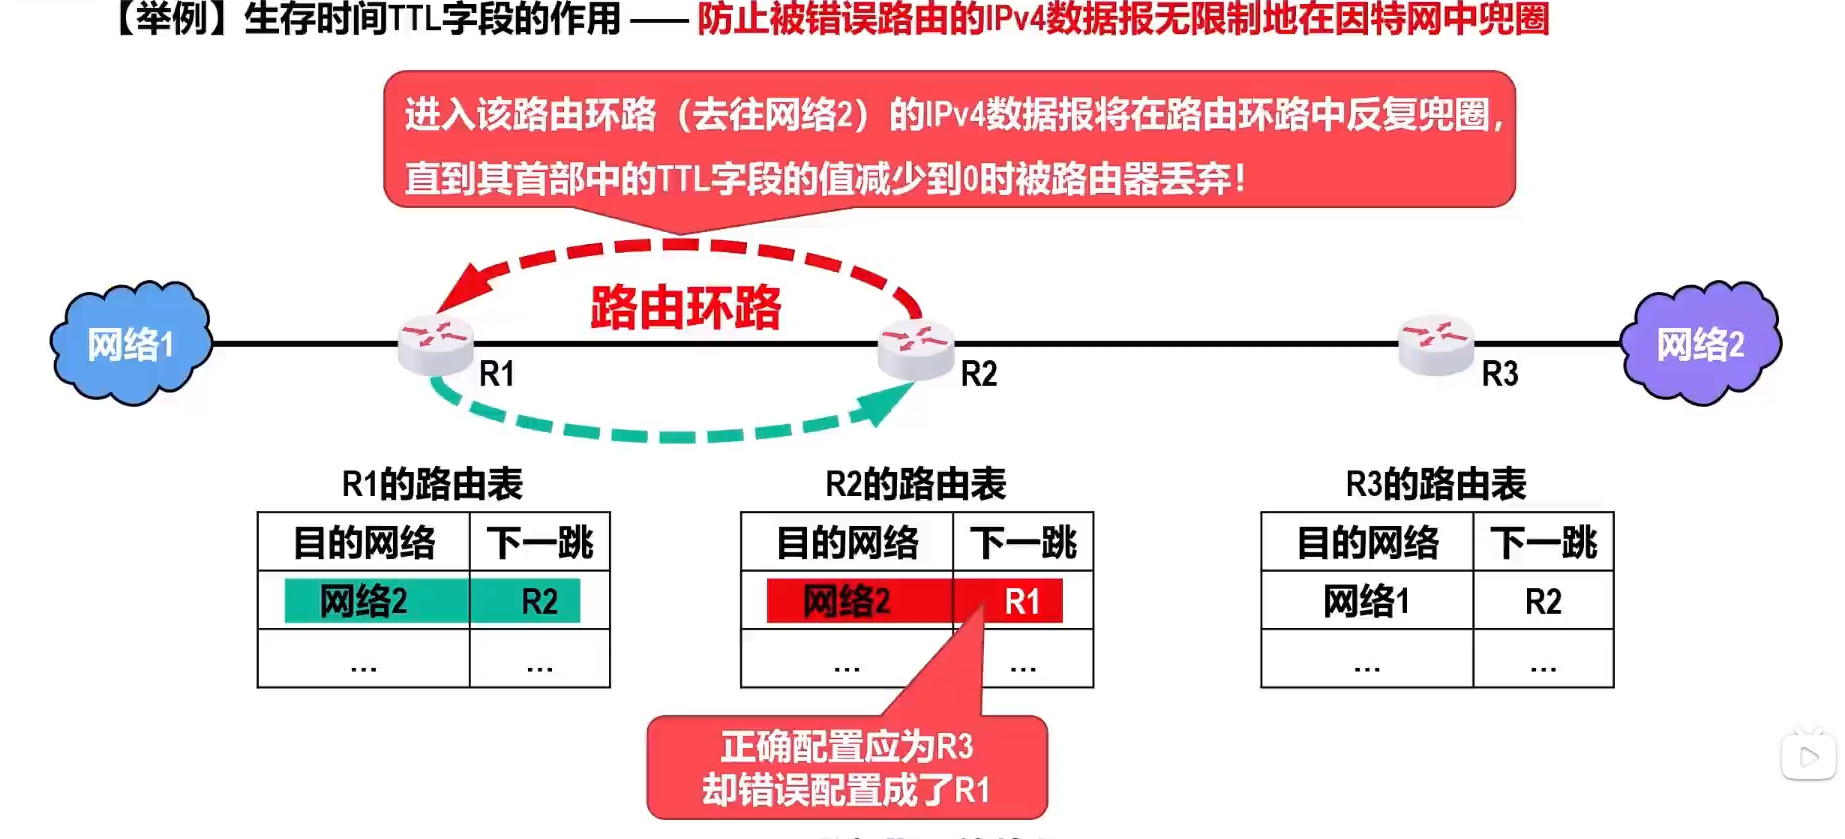 【举例】生存时间TTL字段的作用 —— 防止被错误路由的IPv4数据报无限制地在因特网中兜圈
进入该路由环路（去往网络2）的IPv4数据报将在路由环路中反复兜圈，
直到其首部中的TTL字段的值减少到0时被路由器丢弃！
路由环路
网络1
R1
R2
R3
网络2
R1的路由表
目的网络 下一跳
网络2 R2
... ...
R2的路由表
目的网络 下一跳
网络2 R1
... ...
R3的路由表
目的网络 下一跳
网络1 R2
... ...
正确配置应为R3
却错误配置成了R1